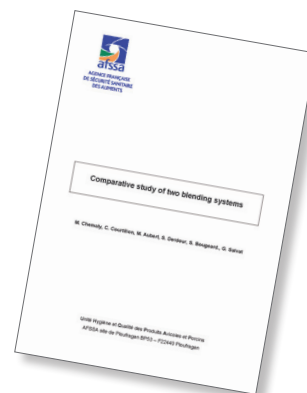 afssa
AGENCE FRANÇAISE
DE SÉCURITÉ SANITAIRE
DES ALIMENTS
Comparative study of two blending systems
M. Chemaly, C. Courtillon, M. Aubert, S. Denfeur, S. Bougeard, G. Salvat
Unité Hygiène et Qualité des Produits Avicoles et Porcins
AFSSA site de Ploufragan BP53 – F22440 Ploufragan